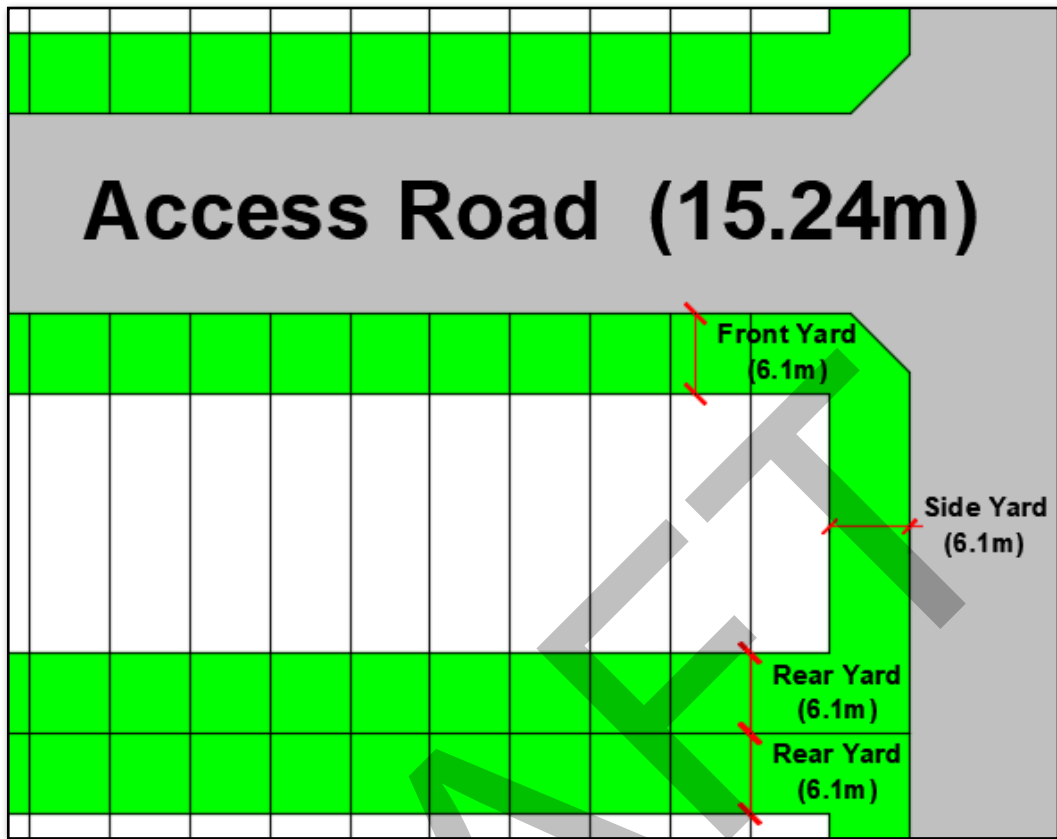 Access Road (15.24m)
Front Yard
(6.1m)
Side Yard
(6.1m)
Rear Yard
(6.1m)
Rear Yard
(6.1m)